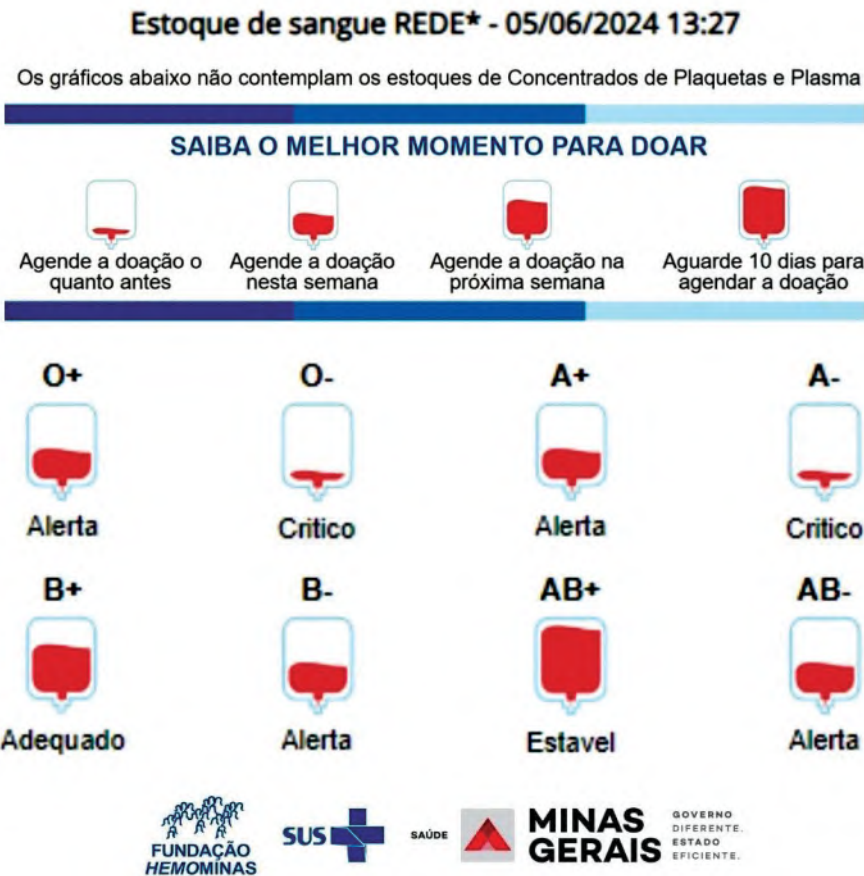 Estoque de sangue REDE* - 05/06/2024 13:27
Os gráficos abaixo não contemplam os estoques de Concentrados de Plaquetas e Plasma
SAIBA O MELHOR MOMENTO PARA DOAR
Agende a doação o
quanto antes
Agende a doação
nesta semana
Agende a doação na
próxima semana
Aguarde 10 dias para
agendar a doação
O+
Alerta
O-
Critico
A+
Alerta
A-
Critico
B+
Adequado
B-
Alerta
AB+
Estavel
AB-
Alerta
FUNDAÇÃO
HEMOMINAS
SUS
SAÚDE
MINAS
GERAIS
GOVERNO
DIFERENTE.
ESTADO
EFICIENTE.